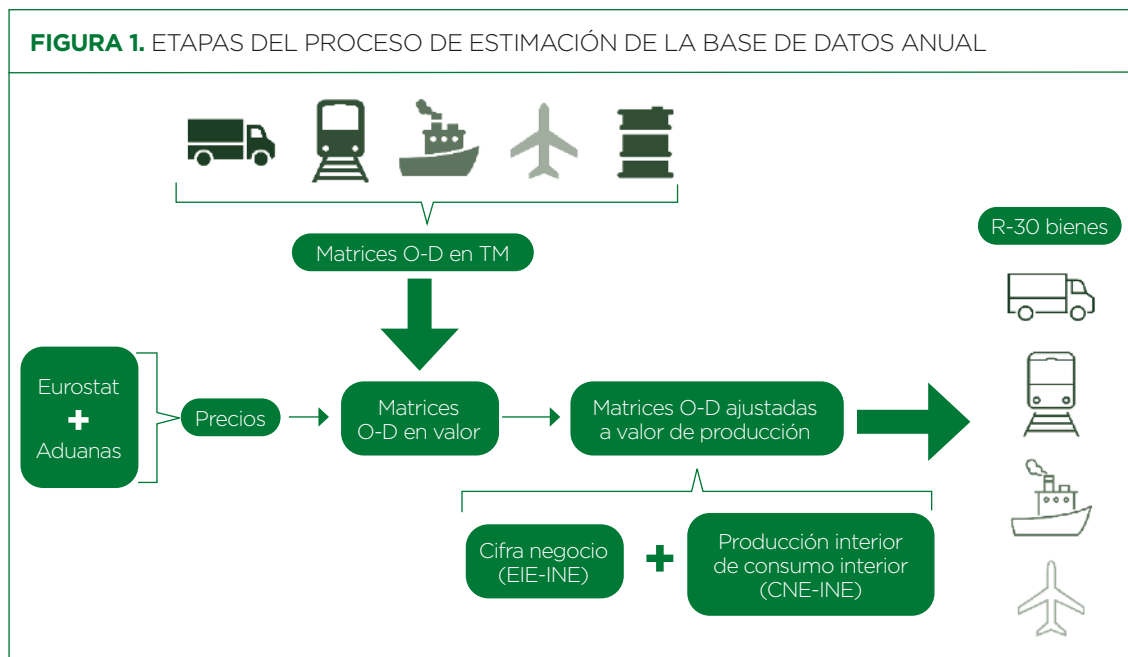 FIGURA 1. ETAPAS DEL PROCESO DE ESTIMACIÓN DE LA BASE DE DATOS ANUAL
Matrices O-D en TM
R-30 bienes
Eurostat
+
Aduanas
Precios
Matrices
O-D en valor
Matrices O-D ajustadas
a valor de producción
Cifra negocio
(EIE-INE)
+
Producción interior
de consumo interior
(CNE-INE)